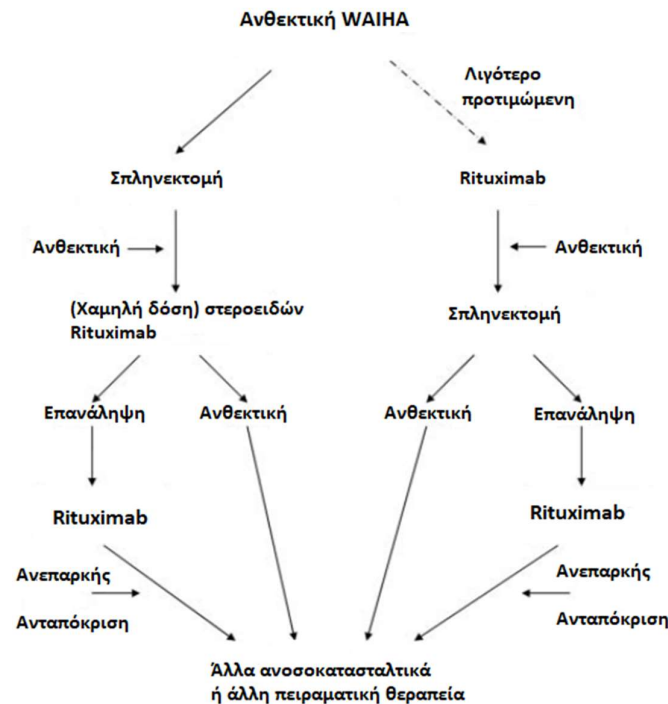 Ανθεκτική WAIHA
Λιγότερο
προτιμώμενη
Σπληνεκτομή
Rituximab
Ανθεκτική
Ανθεκτική
(Χαμηλή δόση) στεροειδών
Rituximab
Σπληνεκτομή
Επανάληψη
Ανθεκτική
Ανθεκτική
Επανάληψη
Rituximab
Rituximab
Ανεπαρκής
Ανταπόκριση
Ανεπαρκής
Ανταπόκριση
Άλλα ανοσοκατασταλτικά
ή άλλη πειραματική θεραπεία